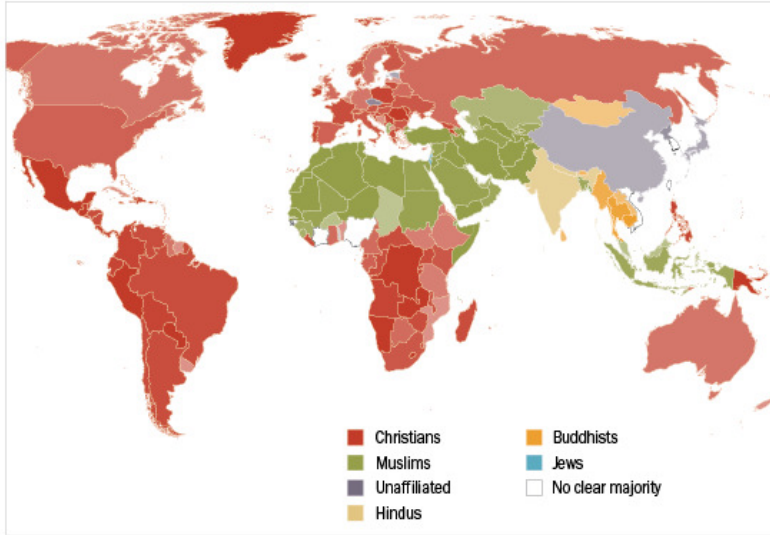 Christians
Muslims
Unaffiliated
Hindus
Buddhists
Jews
No clear majority